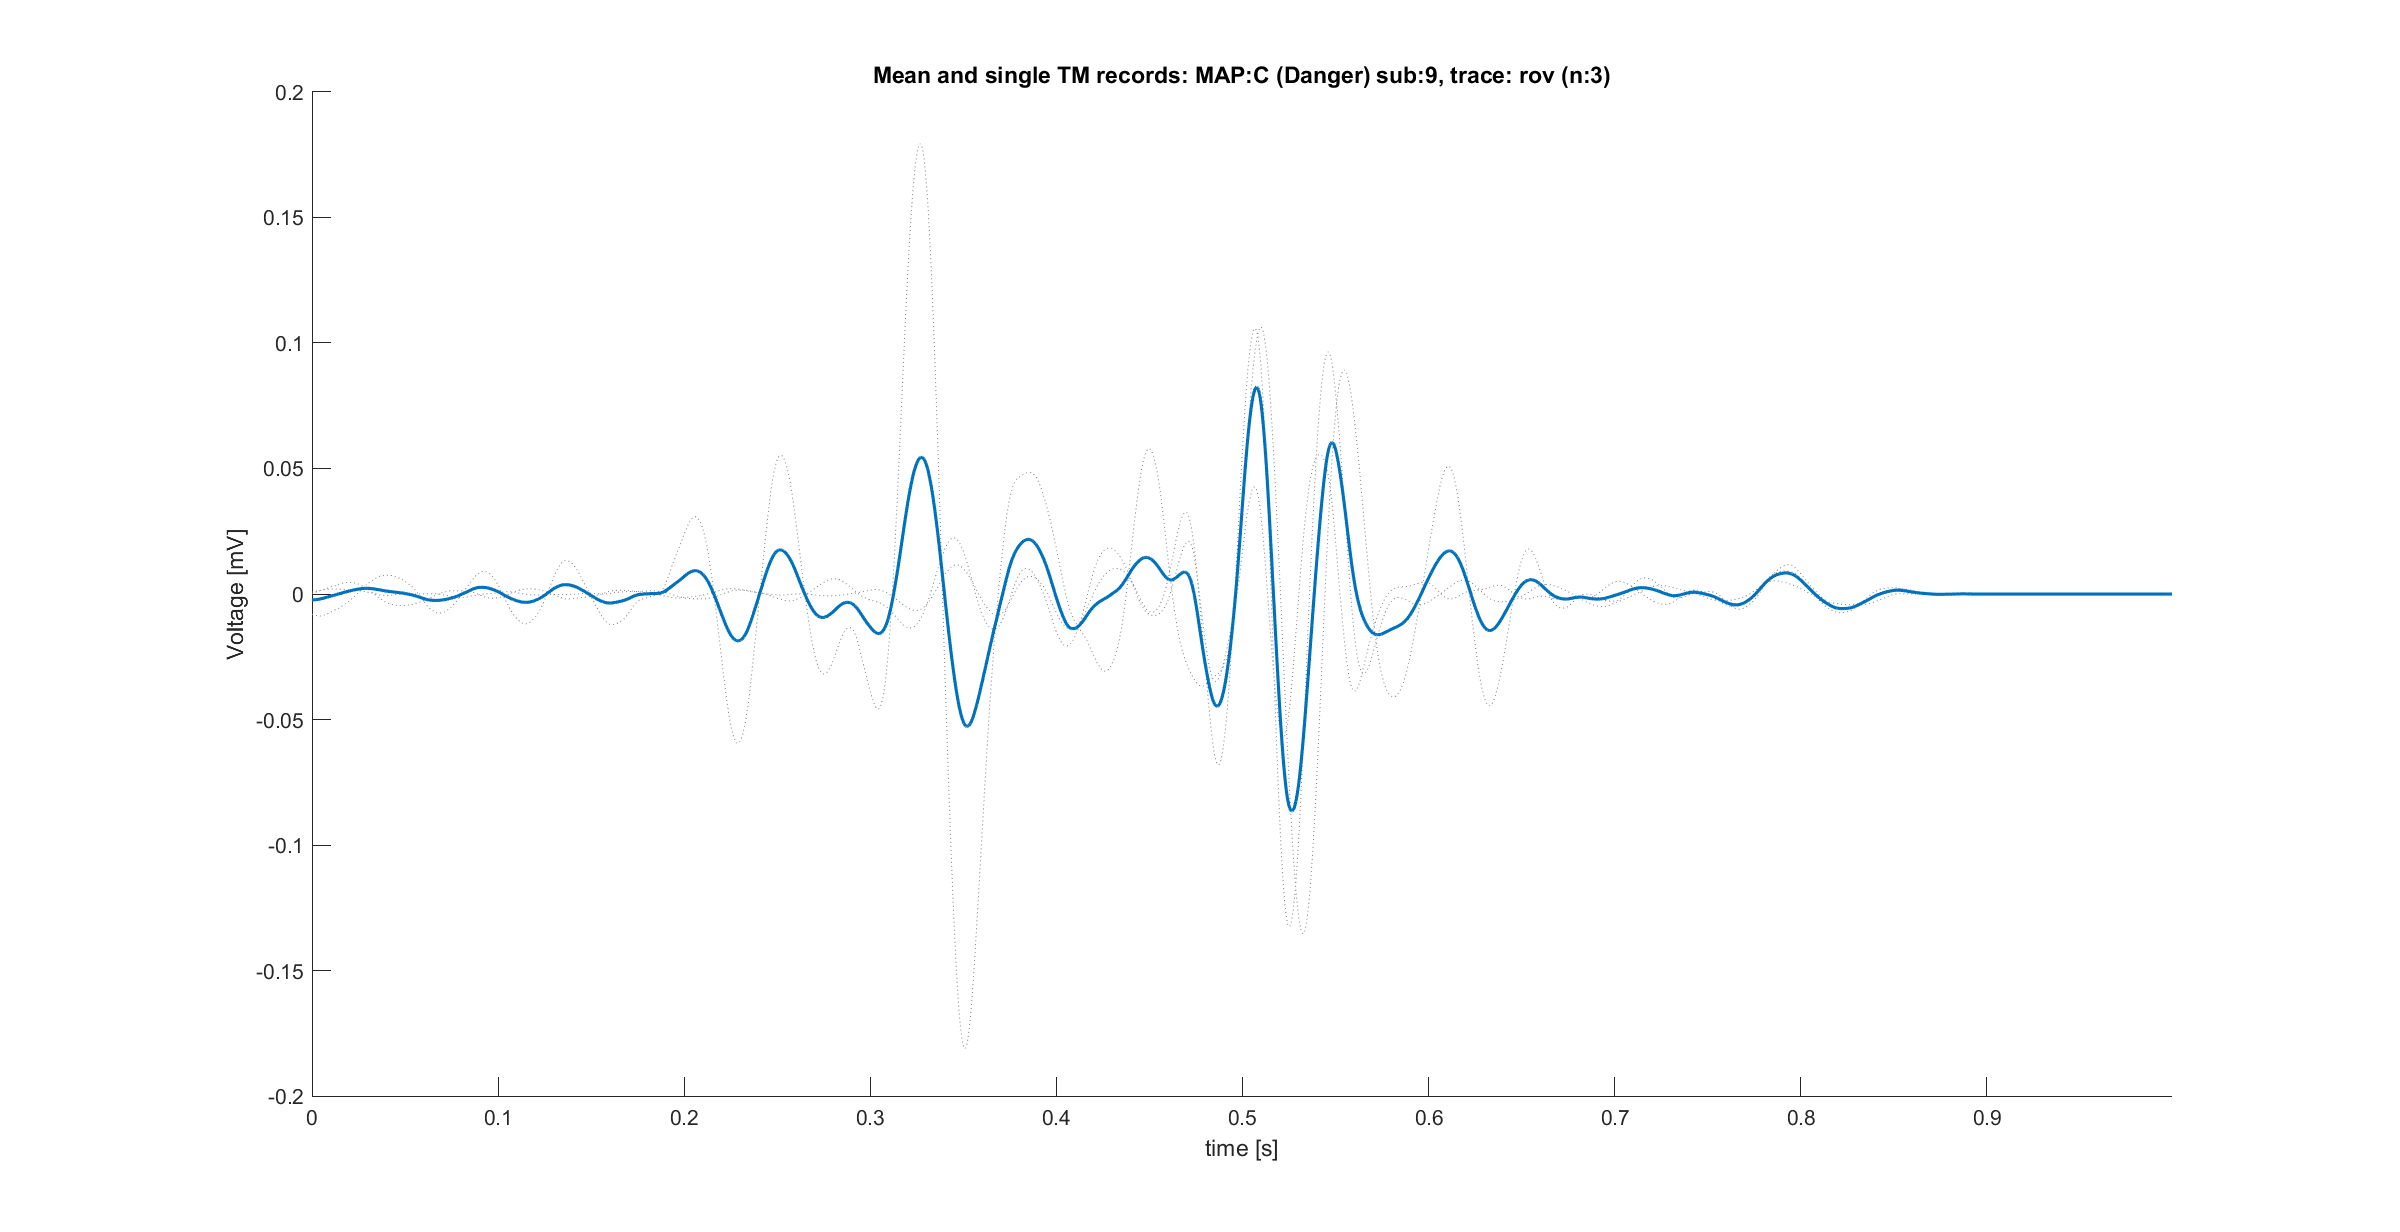 Mean and single TM records: MAP:C (Danger) sub:9, trace: rov (n:3)
0.2
0.15
0.1
0.05
0
-0.05
-0.1
-0.15
-0.2
Voltage [mV]
0 0.1 0.2 0.3 0.4 0.5 0.6 0.7 0.8 0.9
time [s]